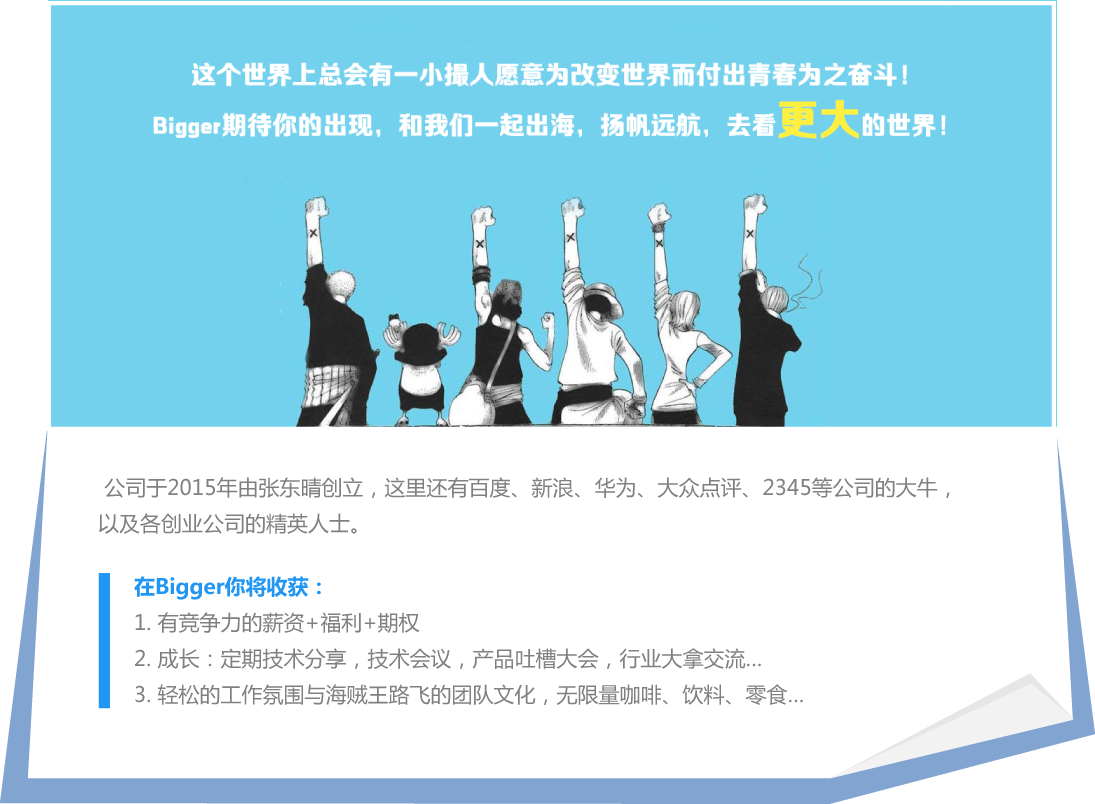 这个世界上总会有一小撮人愿意为改变世界而付出青春为之奋斗！
Bigger期待你的出现，和我们一起出海，扬帆远航，去看更大的世界！
公司于2015年由张东晴创立，这里还有百度、新浪、华为、大众点评、2345等公司的大牛，
以及各创业公司的精英人士。
在Bigger你将收获：
1. 有竞争力的薪资+福利+期权
2. 成长：定期技术分享，技术会议，产品吐槽大会，行业大拿交流...
3. 轻松的工作氛围与海贼王路飞的团队文化，无限量咖啡、饮料、零食...